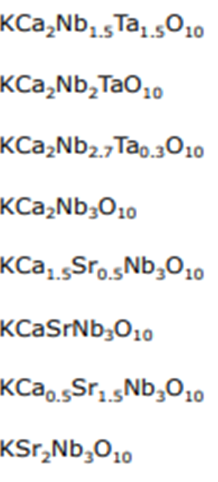 KCa₂Nb₁.₅Ta₁.₅O₁₀
KCa₂Nb₂TaO₁₀
KCa₂Nb₂.₇Ta₀.₃O₁₀
KCa₂Nb₃O₁₀
KCa₁.₅Sr₀.₅Nb₃O₁₀
KCaSrNb₃O₁₀
KCa₀.₅Sr₁.₅Nb₃O₁₀
KSr₂Nb₃O₁₀